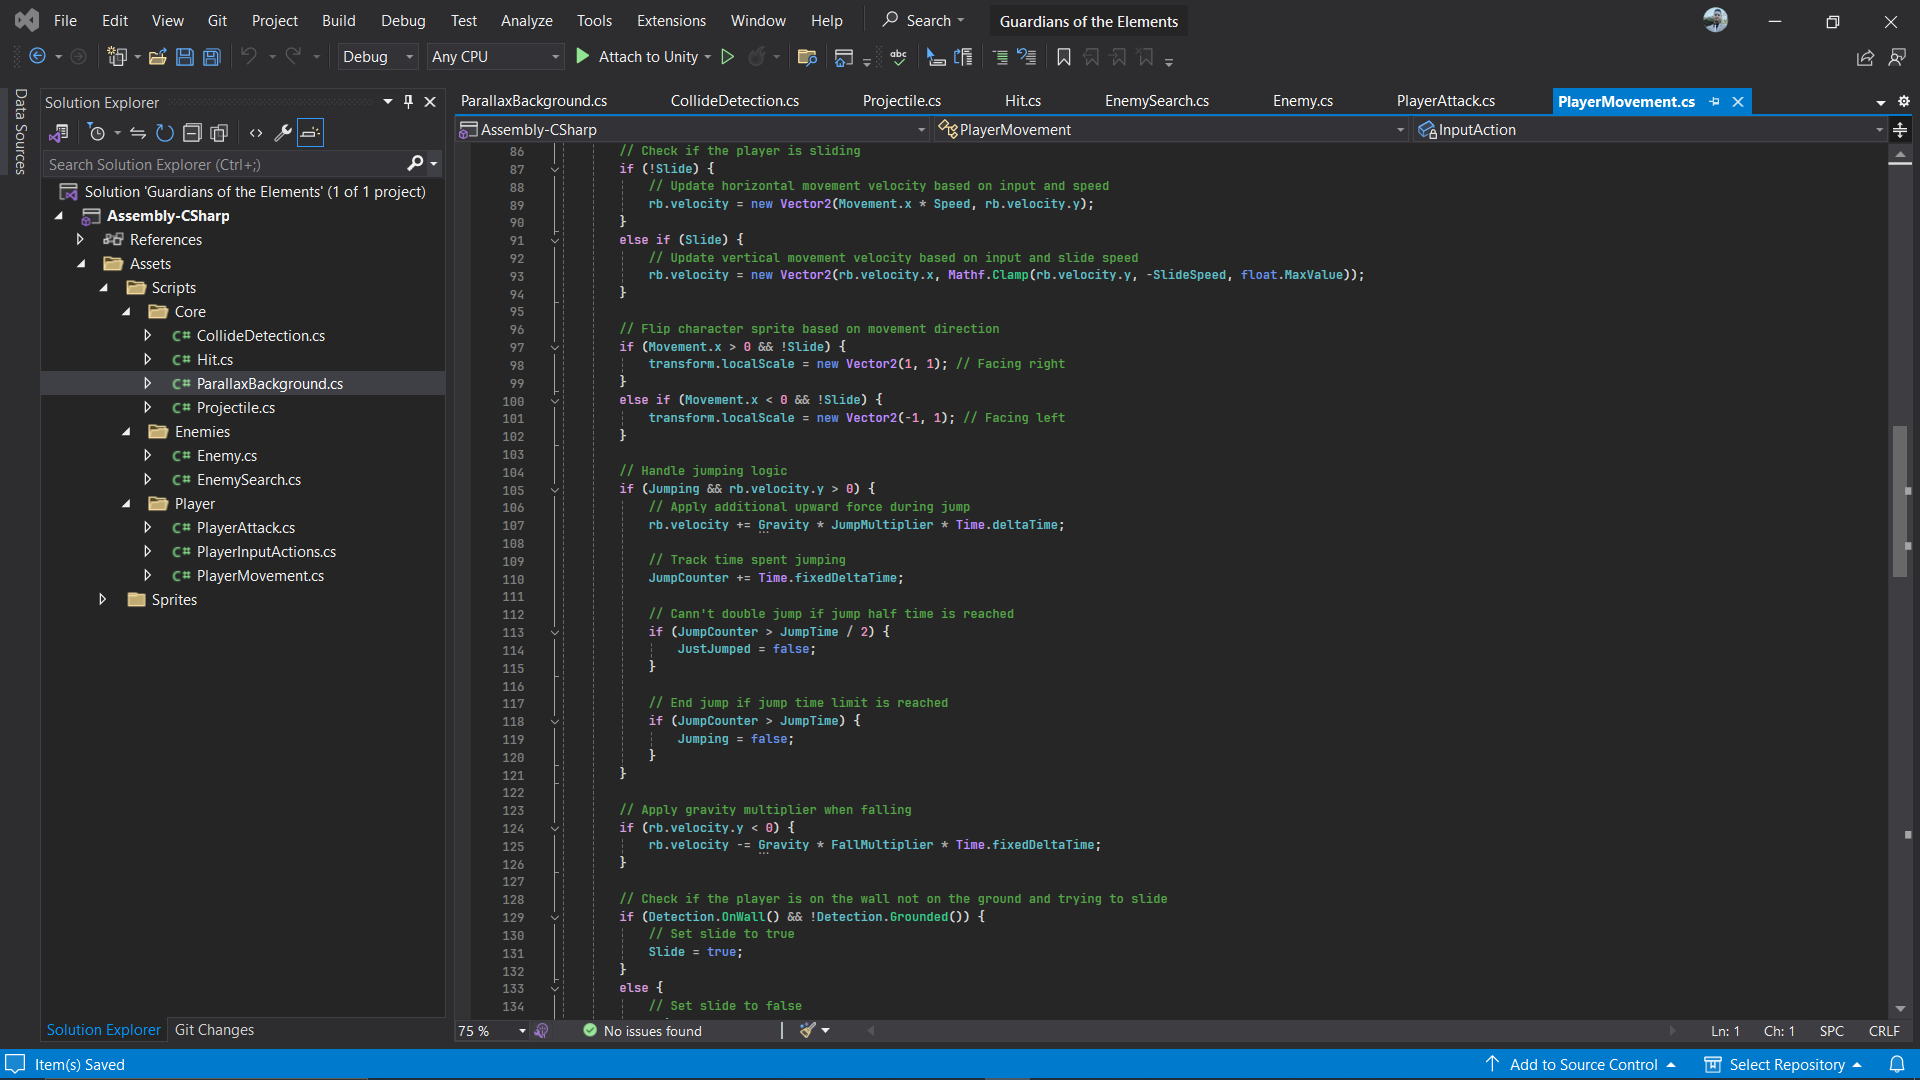 File Edit View Git Project Build Debug Test Analyze Tools Extensions Window Help Search Guardians of the Elements
Debug Any CPU Attach to Unity abc
Data Sources
Solution Explorer
Search Solution Explorer (Ctrl+;)
Solution 'Guardians of the Elements' (1 of 1 project)
Assembly-CSharp
References
Assets
Scripts
Core
C# CollideDetection.cs
C# Hit.cs
C# ParallaxBackground.cs
C# Projectile.cs
Enemies
C# Enemy.cs
C# EnemySearch.cs
Player
C# PlayerAttack.cs
C# PlayerInputActions.cs
C# PlayerMovement.cs
Sprites
Solution Explorer Git Changes
ParallaxBackground.cs CollideDetection.cs Projectile.cs Hit.cs EnemySearch.cs Enemy.cs PlayerAttack.cs PlayerMovement.cs
Assembly-CSharp PlayerMovement InputAction
86 // Check if the player is sliding
87 if (!Slide) {
88 // Update horizontal movement velocity based on input and speed
89 rb.velocity = new Vector2(Movement.x * Speed, rb.velocity.y);
90 }
91 else if (Slide) {
92 // Update vertical movement velocity based on input and slide speed
93 rb.velocity = new Vector2(rb.velocity.x, Mathf.Clamp(rb.velocity.y, -SlideSpeed, float.MaxValue));
94 }
95
96 // Flip character sprite based on movement direction
97 if (Movement.x > 0 && !Slide) {
98 transform.localScale = new Vector2(1, 1); // Facing right
99 }
100 else if (Movement.x < 0 && !Slide) {
101 transform.localScale = new Vector2(-1, 1); // Facing left
102 }
103
104 // Handle jumping logic
105 if (Jumping && rb.velocity.y > 0) {
106 // Apply additional upward force during jump
107 rb.velocity += Gravity * JumpMultiplier * Time.deltaTime;
108
109 // Track time spent jumping
110 JumpCounter += Time.fixedDeltaTime;
111
112 // Cann't double jump if jump half time is reached
113 if (JumpCounter > JumpTime / 2) {
114 JustJumped = false;
115 }
116
117 // End jump if jump time limit is reached
118 if (JumpCounter > JumpTime) {
119 Jumping = false;
120 }
121 }
122
123 // Apply gravity multiplier when falling
124 if (rb.velocity.y < 0) {
125 rb.velocity -= Gravity * FallMultiplier * Time.fixedDeltaTime;
126 }
127
128 // Check if the player is on the wall not on the ground and trying to slide
129 if (Detection.OnWall() && !Detection.Grounded()) {
130 // Set slide to true
131 Slide = true;
132 }
133 else {
134 // Set slide to false
75 % No issues found Ln: 1 Ch: 1 SPC CRLF
Item(s) Saved Add to Source Control Select Repository